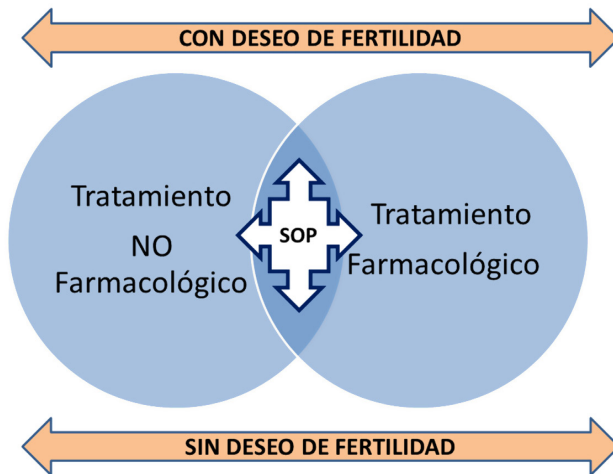 CON DESEO DE FERTILIDAD
Tratamiento
NO
Farmacológico
SOP
Tratamiento
Farmacológico
SIN DESEO DE FERTILIDAD